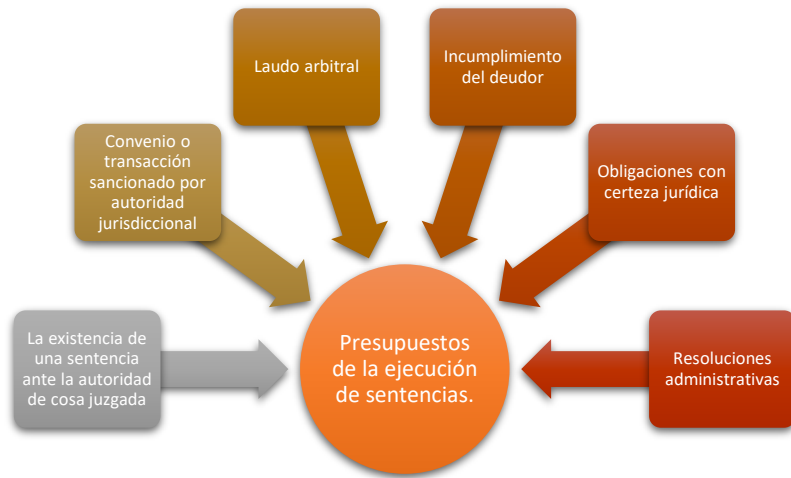 La existencia de
una sentencia
ante la autoridad
de cosa juzgada
Convenio o
transacción
sancionado por
autoridad
jurisdiccional
Laudo arbitral
Incumplimiento
del deudor
Obligaciones con
certeza jurídica
Resoluciones
administrativas
Presupuestos
de la ejecución
de sentencias.